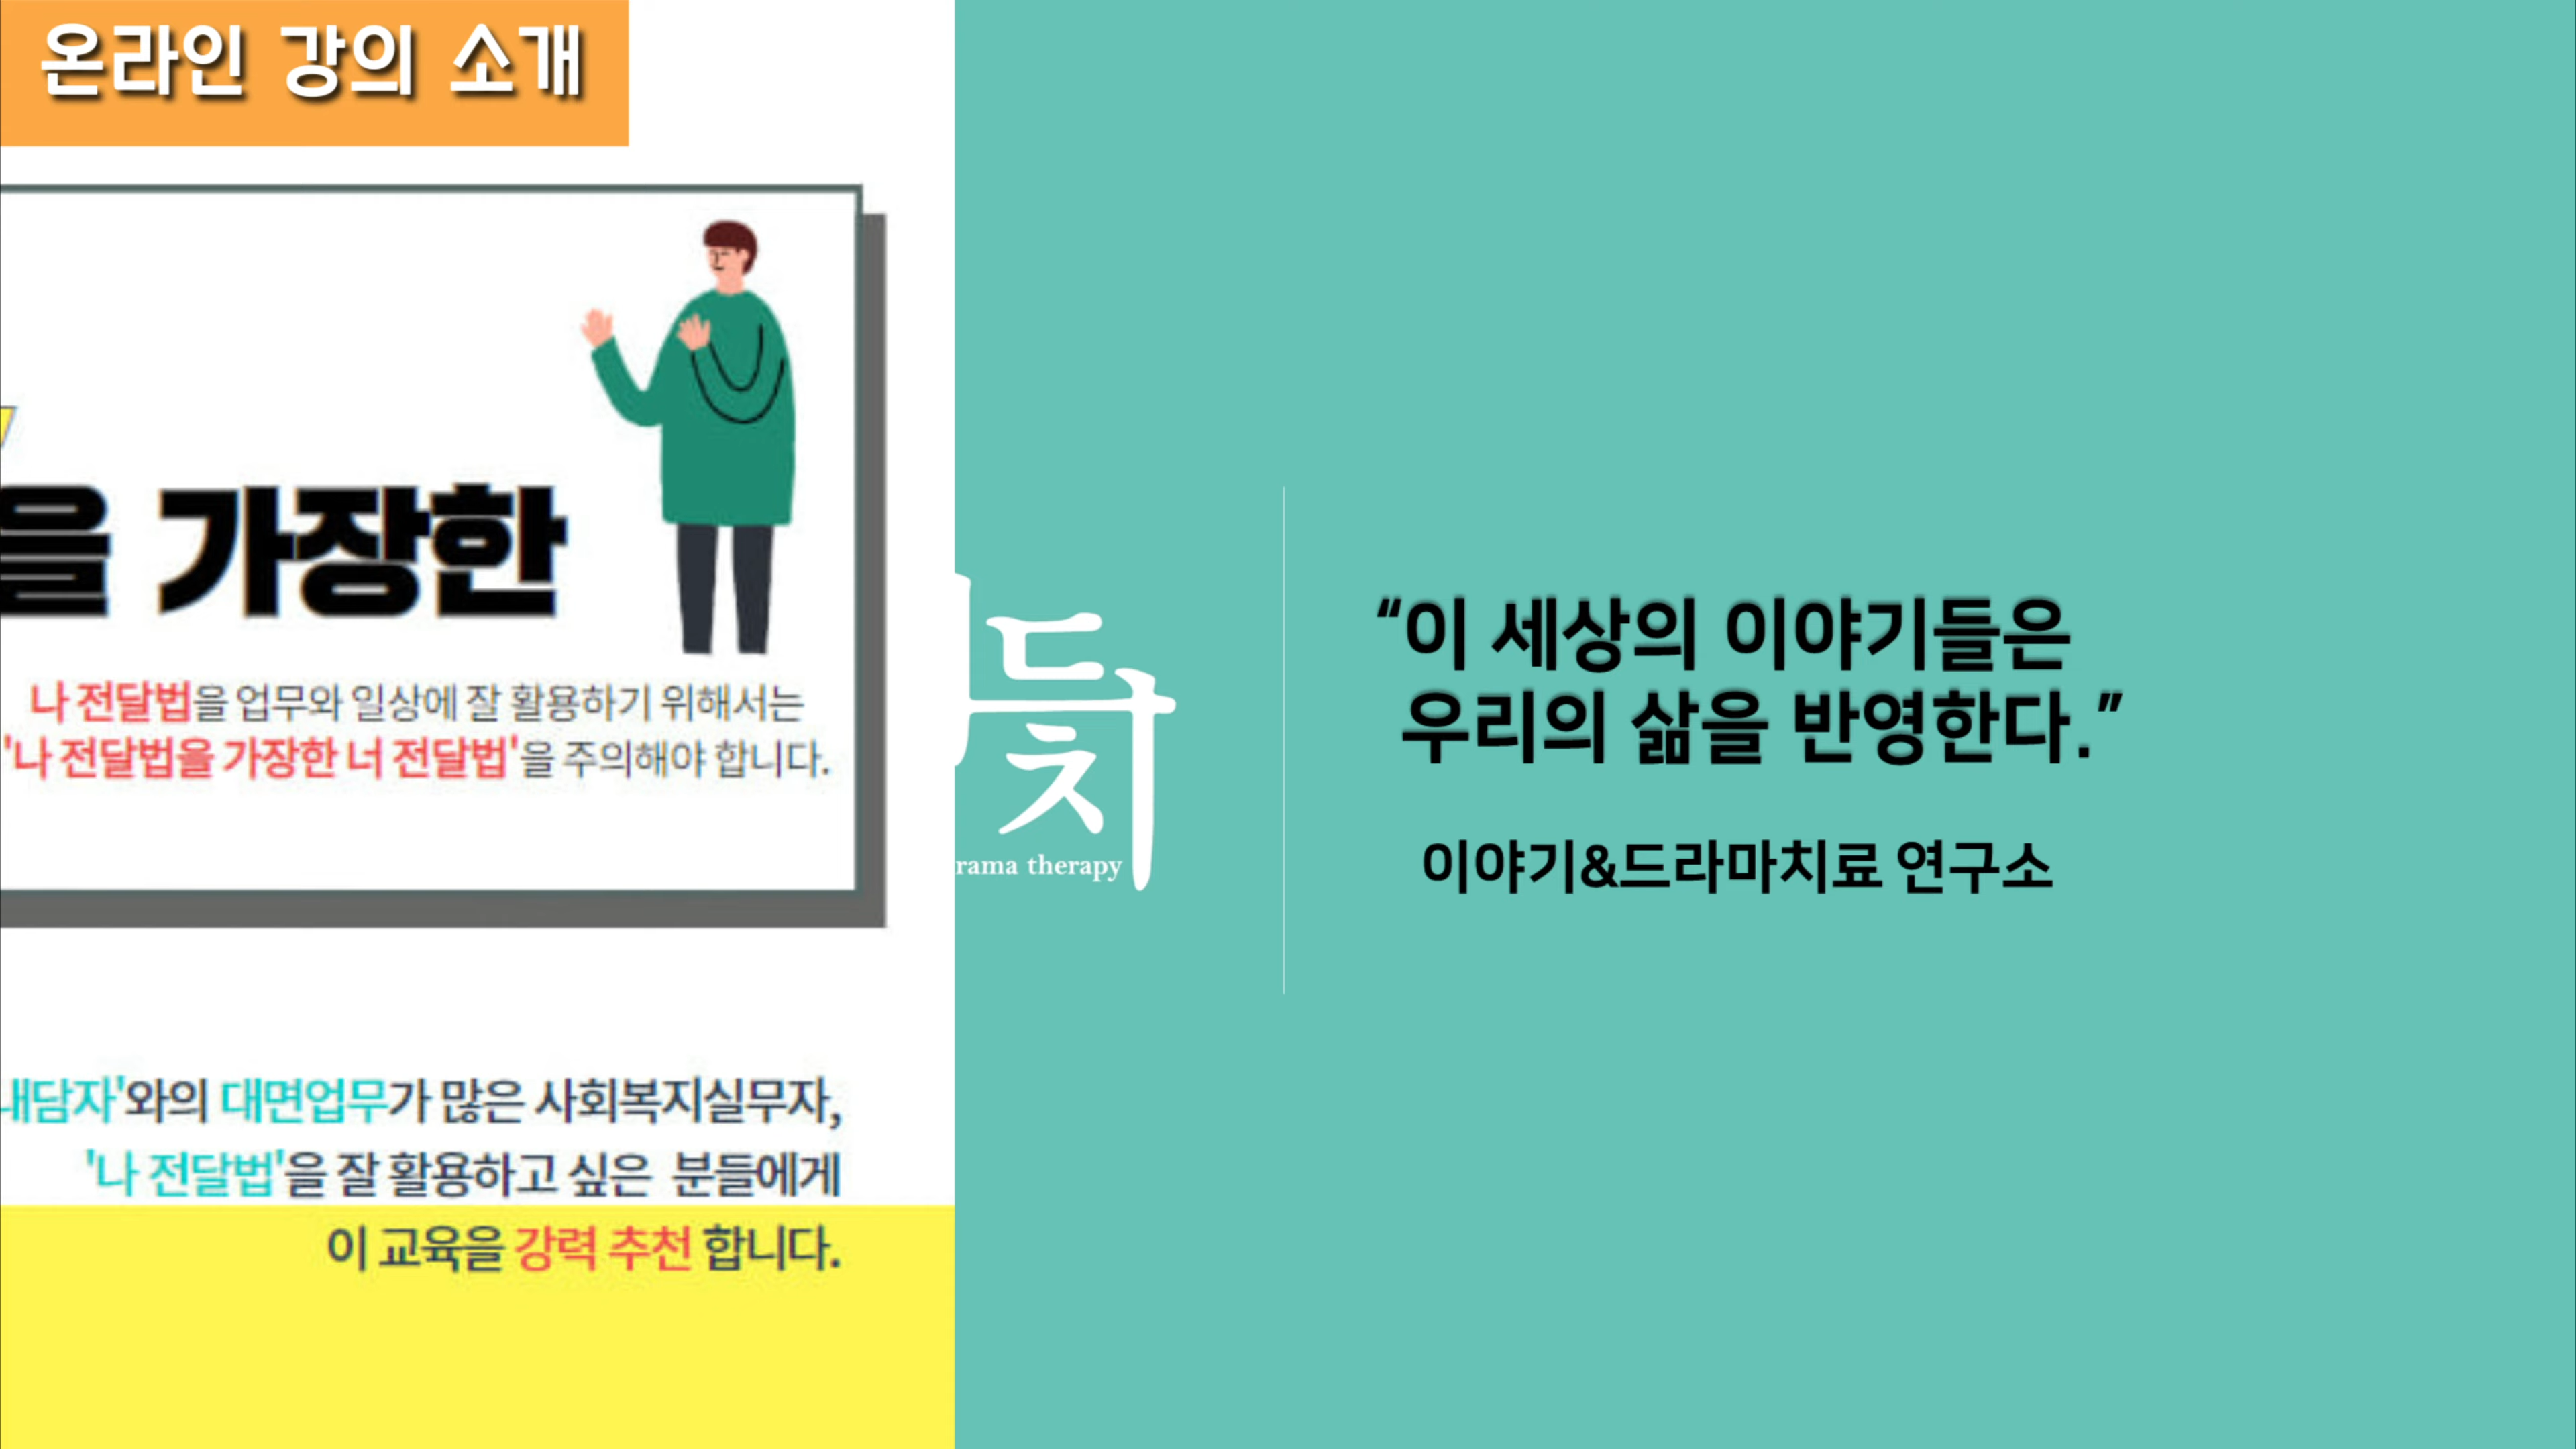 온라인 강의 소개
을 가장한
나 전달법을 업무와 일상에 잘 활용하기 위해서는
'나 전달법을 가장한 너 전달법'을 주의해야 합니다.
내담자'와의 대면업무가 많은 사회복지실무자,
'나 전달법'을 잘 활용하고 싶은 분들에게
이 교육을 강력 추천 합니다.
드치
rama therapy
“이 세상의 이야기들은
우리의 삶을 반영한다.”
이야기&드라마치료 연구소